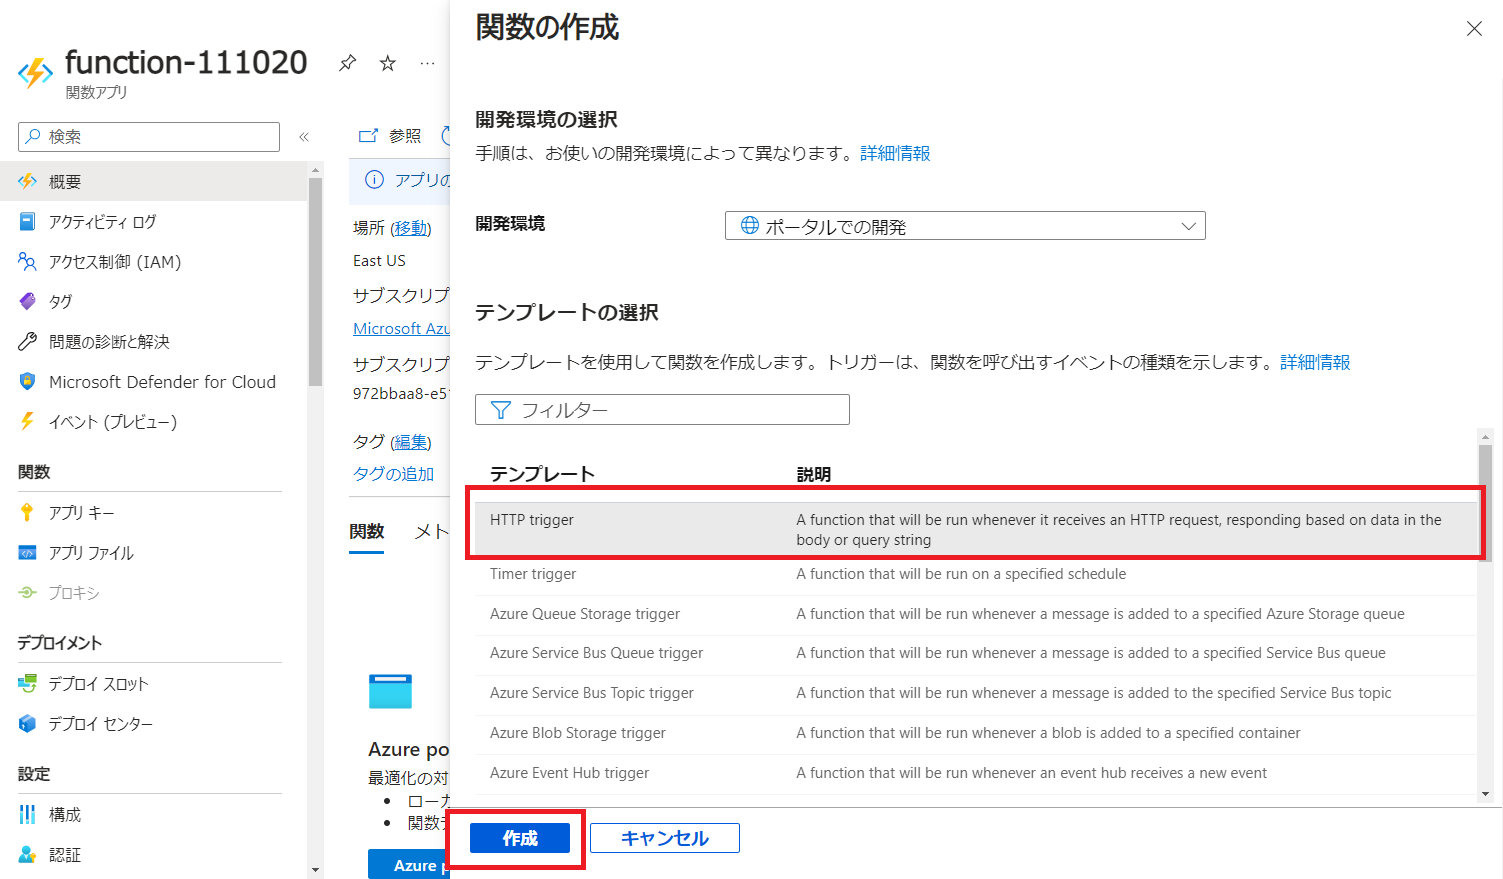 function-111020
関数アプリ
検索
概要
アクティビティ ログ
アクセス制御 (IAM)
タグ
問題の診断と解決
Microsoft Defender for Cloud
イベント (プレビュー)
関数
アプリ キー
アプリ ファイル
プロキシ
デプロイメント
デプロイ スロット
デプロイ センター
設定
構成
認証
参照
アプリの
場所 (移動)
East US
サブスクリプ
Microsoft Azu
サブスクリプ
972bbaa8-e5
タグ (編集)
タグの追加
関数 メト
Azure po
最適化の対
ローカ
関数
Azure p
関数の作成
開発環境の選択
手順は、お使いの開発環境によって異なります。詳細情報
開発環境
ポータルでの開発
テンプレートの選択
テンプレートを使用して関数を作成します。トリガーは、関数を呼び出すイベントの種類を示します。詳細情報
フィルター
テンプレート 説明
HTTP trigger A function that will be run whenever it receives an HTTP request, responding based on data in the
body or query string
Timer trigger A function that will be run on a specified schedule
Azure Queue Storage trigger A function that will be run whenever a message is added to a specified Azure Storage queue
Azure Service Bus Queue trigger A function that will be run whenever a message is added to a specified Service Bus queue
Azure Service Bus Topic trigger A function that will be run whenever a message is added to the specified Service Bus topic
Azure Blob Storage trigger A function that will be run whenever a blob is added to a specified container
Azure Event Hub trigger A function that will be run whenever an event hub receives a new event
作成 キャンセル